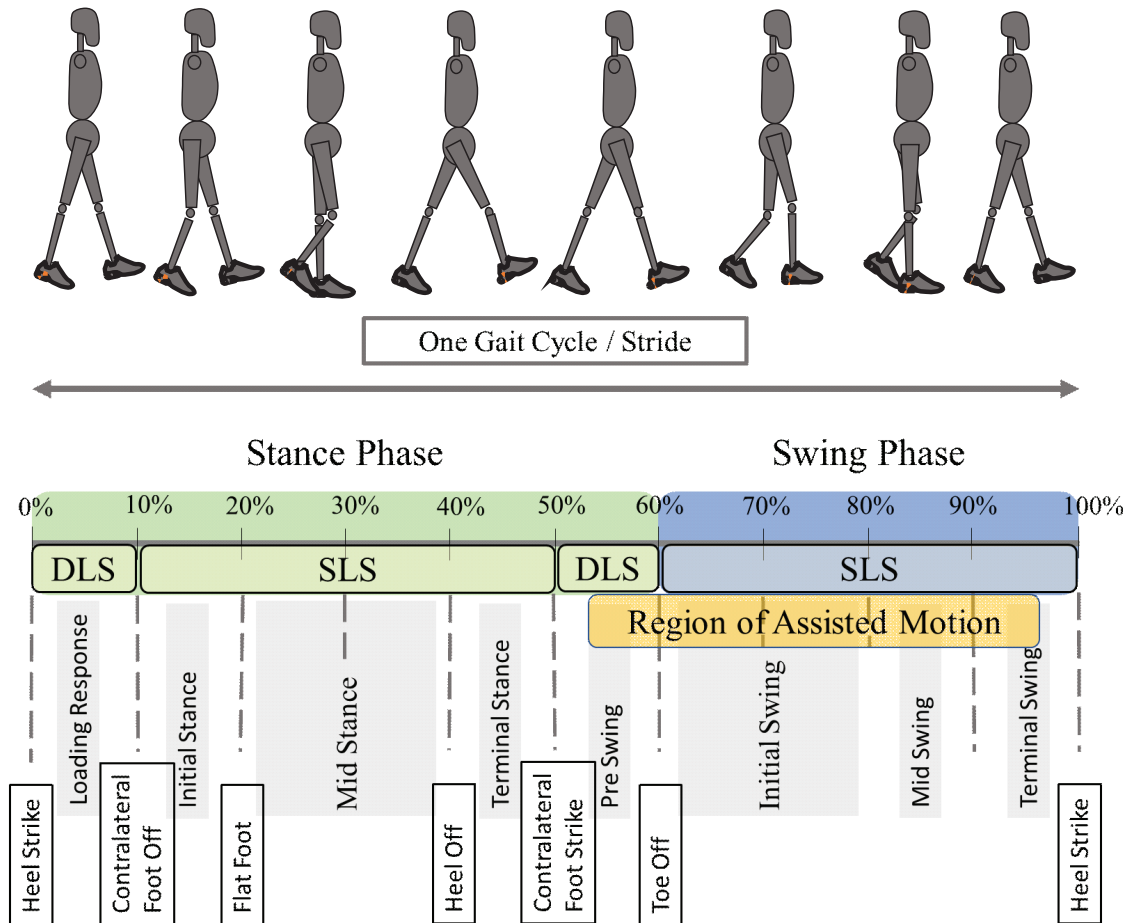 One Gait Cycle / Stride
Stance Phase
Swing Phase
0%
10%
20%
30%
40%
50%
60%
70%
80%
90%
100%
DLS
SLS
DLS
SLS
Region of Assisted Motion
Loading Response
Initial Stance
Mid Stance
Terminal Stance
Pre Swing
Initial Swing
Mid Swing
Terminal Swing
Heel Strike
Contralateral
Foot Off
Flat Foot
Heel Off
Contralateral
Foot Strike
Toe Off
Heel Strike